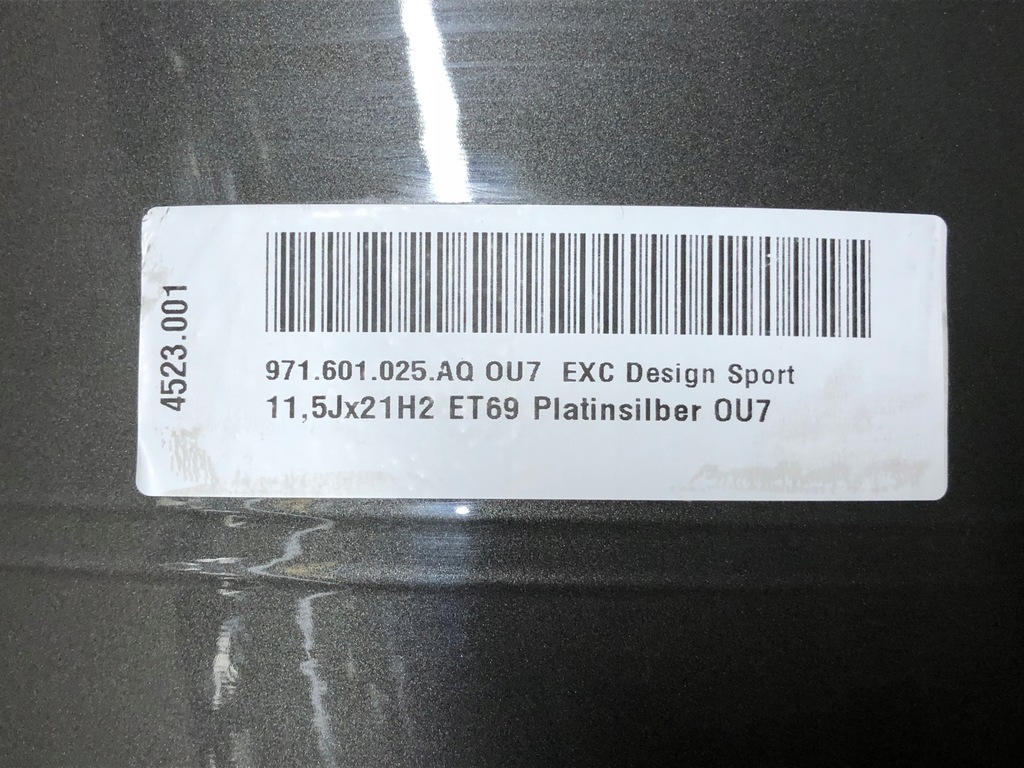 4523.001
971.601.025.AQ OU7 EXC Design Sport
11,5Jx21H2 ET69 Platinsilber OU7